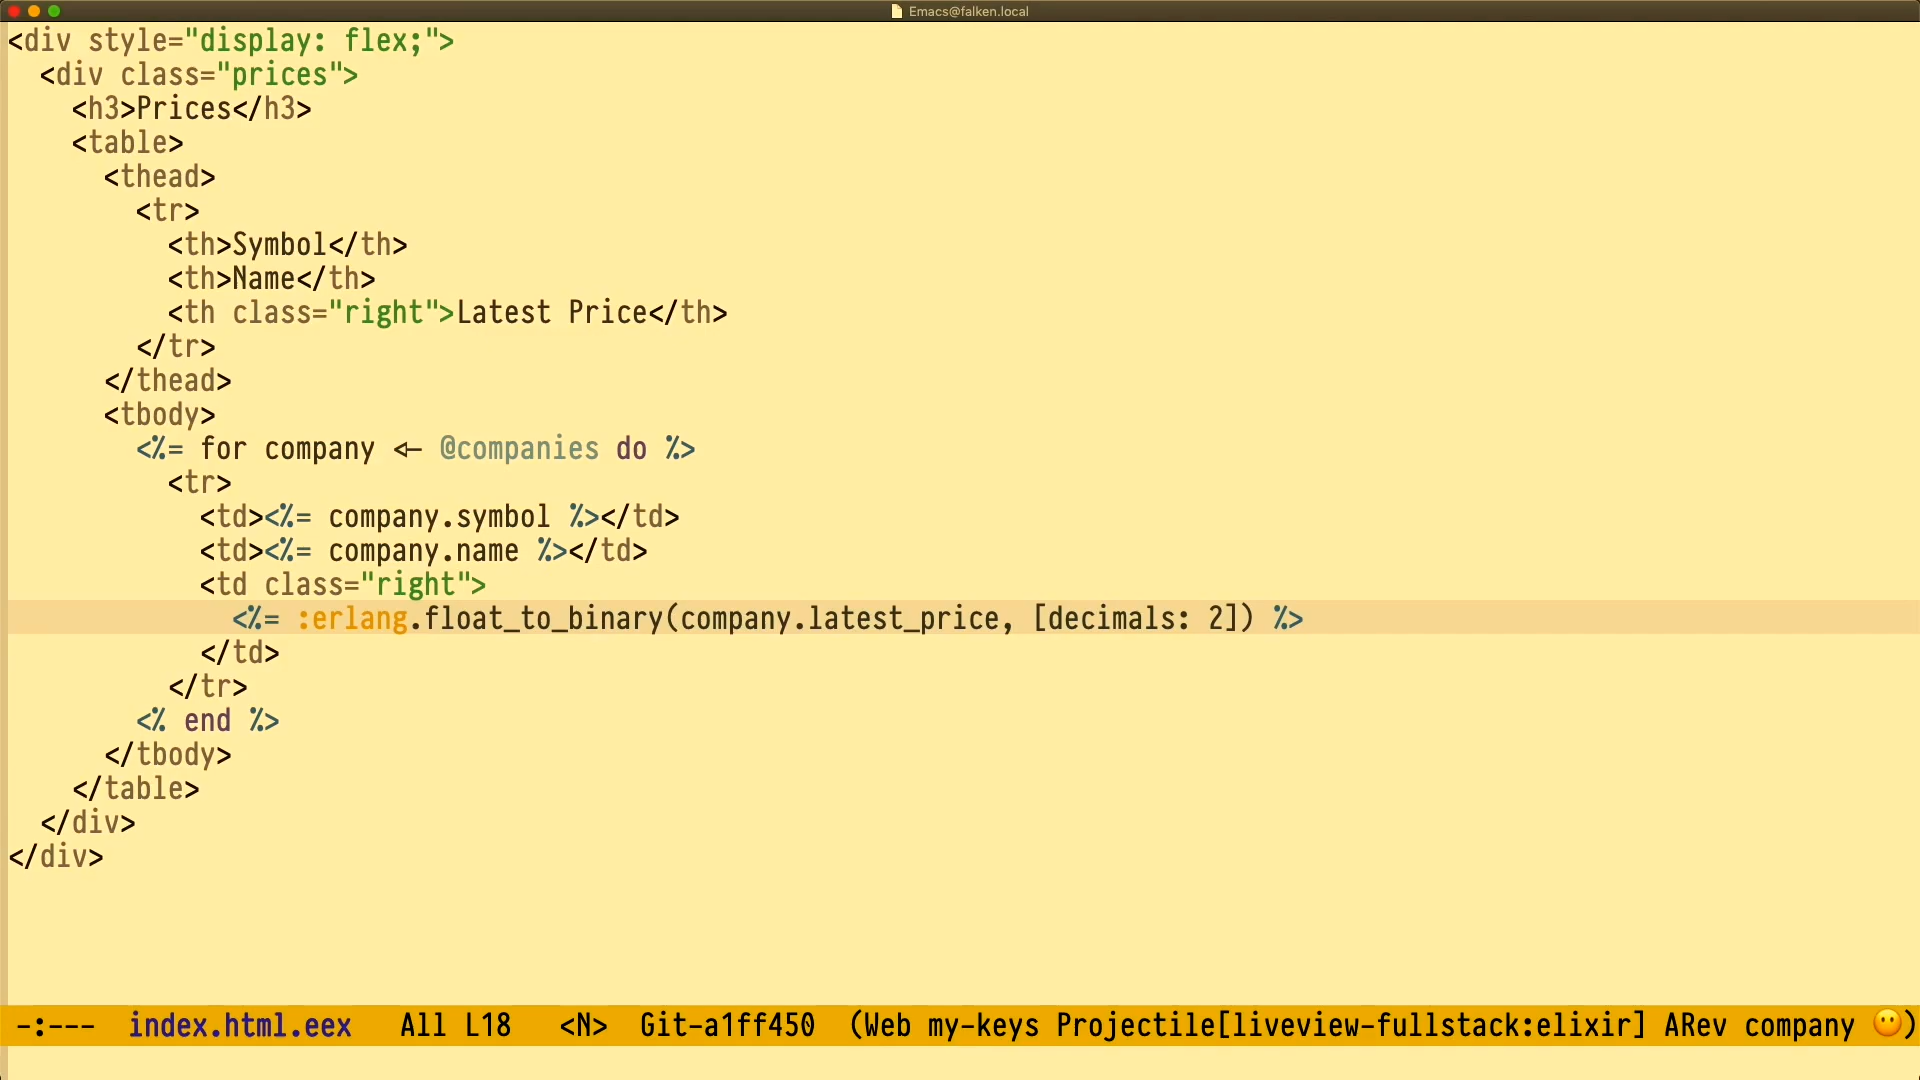 Emacs@falken.local
<div style="display: flex;">
  <div class="prices">
    <h3>Prices</h3>
    <table>
      <thead>
        <tr>
          <th>Symbol</th>
          <th>Name</th>
          <th class="right">Latest Price</th>
        </tr>
      </thead>
      <tbody>
        <%= for company <- @companies do %>
          <tr>
            <td><%= company.symbol %></td>
            <td><%= company.name %></td>
            <td class="right">
              <%= :erlang.float_to_binary(company.latest_price, [decimals: 2]) %>
            </td>
          </tr>
        <% end %>
      </tbody>
    </table>
  </div>
</div>
-:--- index.html.eex All L18 <N> Git-a1ff450 (Web my-keys Projectile[liveview-fullstack:elixir] ARev company 😶)